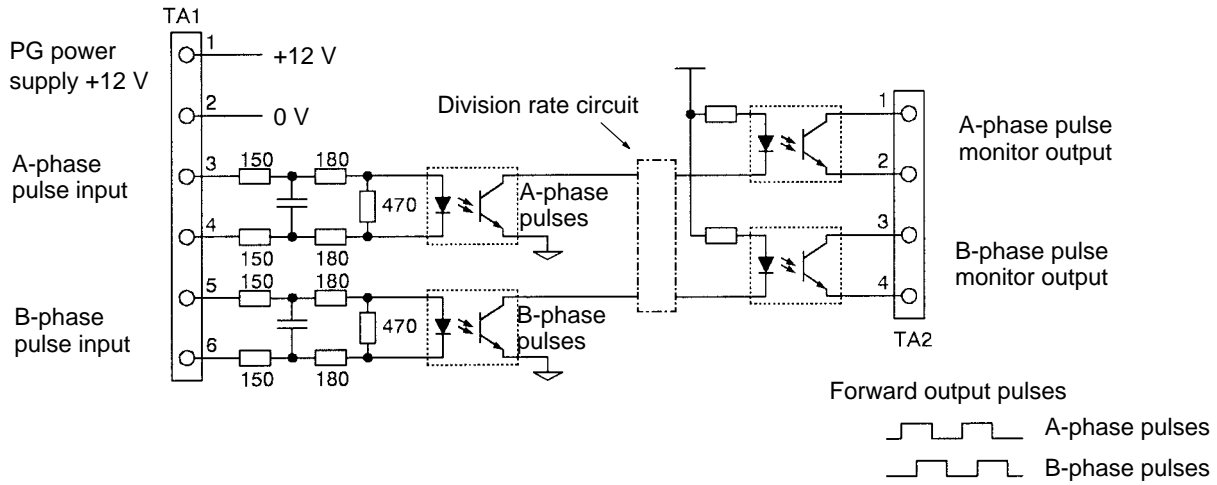 TA1
PG power
supply +12 V
1
+12 V
2
0 V
A-phase
pulse input
3
150
180
470
4
150
180
A-phase
pulses
B-phase
pulse input
5
150
180
470
6
150
180
B-phase
pulses
Division rate circuit
1
2
A-phase pulse
monitor output
3
4
B-phase pulse
monitor output
TA2
Forward output pulses
A-phase pulses
B-phase pulses